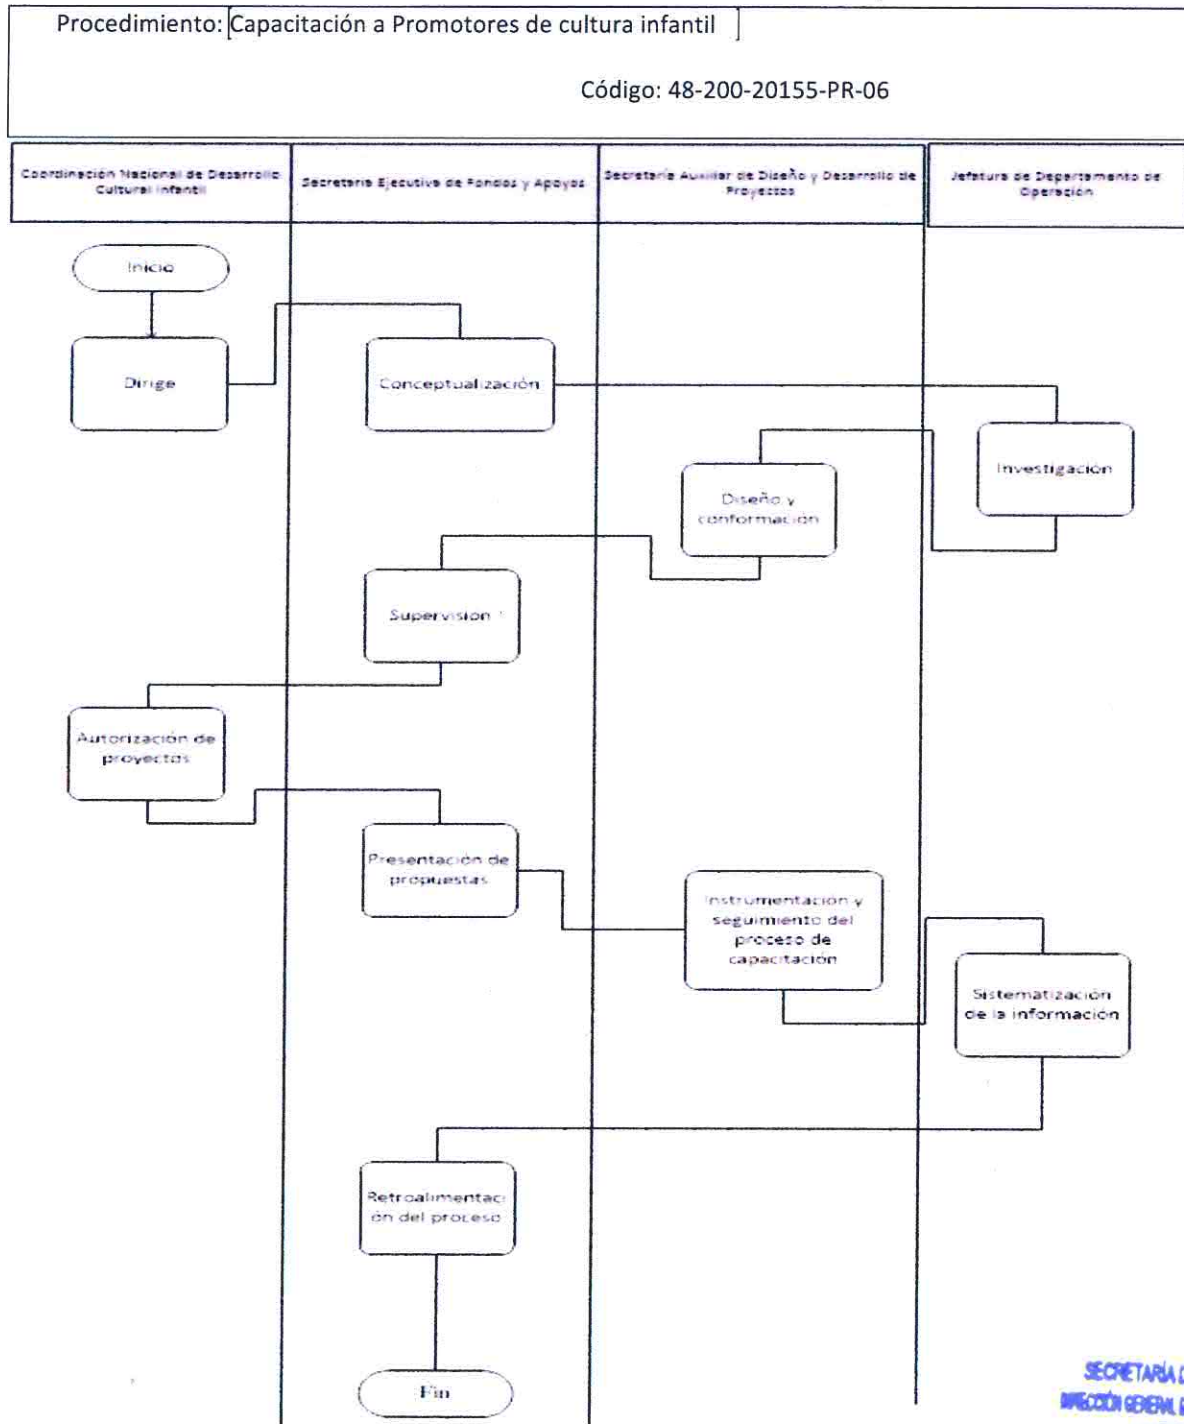 Procedimiento: Capacitación a Promotores de cultura infantil
Código: 48-200-20155-PR-06
Coordinación Nacional de Desarrollo
Cultural Infantil
Secretaria Ejecutiva de Fondos y Apoyos
Secretaría Auxiliar de Diseño y Desarrollo de
Proyectos
Jefatura de Departamento de
Operación
Inicio
Dirige
Conceptualización
Investigación
Diseño y
conformación
Supervision
Autorización de
proyectos
Presentación de
propuestas
Instrumentación y
seguimiento del
proceso de
capacitación
Sistematización
de la información
Retroalimentaci
ón del proceso
Fin
SECRETARÍA
DIRECCIÓN GENERAL